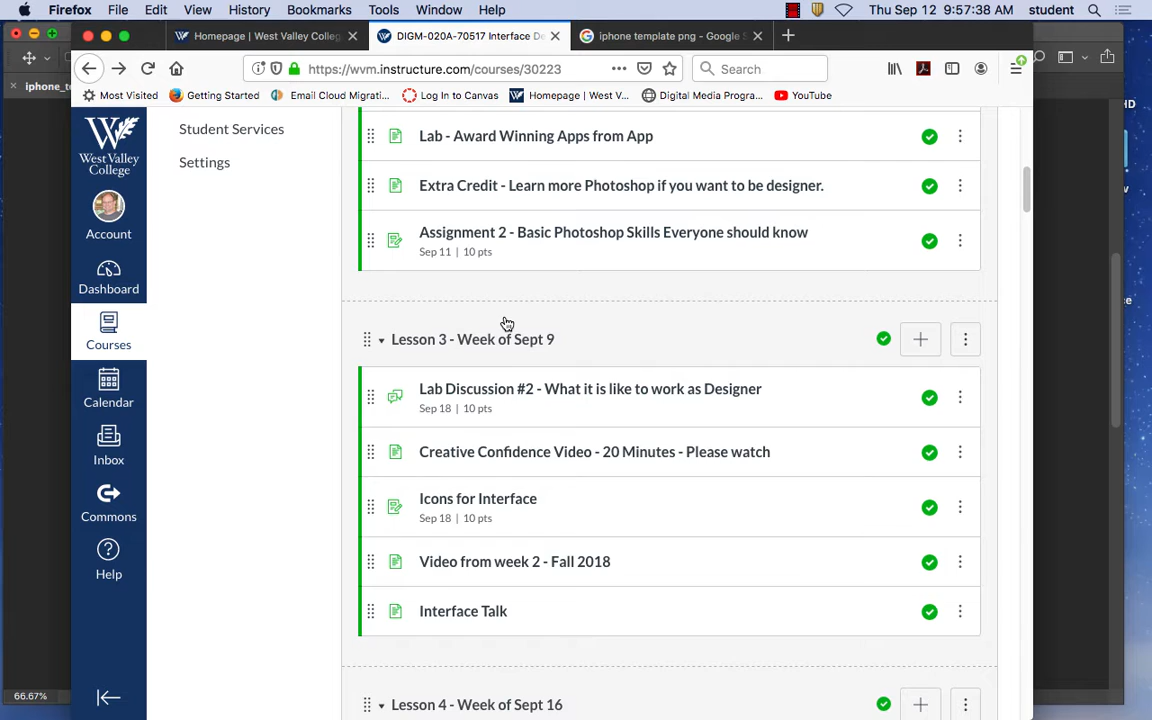 Firefox File Edit View History Bookmarks Tools Window Help Thu Sep 12 9:57:38 AM student
Homepage | West Valley Colleg DIGM-020A-70517 Interface De iphone template png - Google S
https://wvm.instructure.com/courses/30223 Search
iphone_te
HD
Most Visited Getting Started Email Cloud Migrati... Log In to Canvas Homepage | West V... Digital Media Progra... YouTube
Student Services
Settings
West Valley
College
Account
Dashboard
Courses
Calendar
Inbox
Commons
Help
Lab - Award Winning Apps from App
Extra Credit - Learn more Photoshop if you want to be designer.
Assignment 2 - Basic Photoshop Skills Everyone should know
Sep 11 | 10 pts
Lesson 3 - Week of Sept 9
Lab Discussion #2 - What it is like to work as Designer
Sep 18 | 10 pts
Creative Confidence Video - 20 Minutes - Please watch
Icons for Interface
Sep 18 | 10 pts
Video from week 2 - Fall 2018
Interface Talk
Lesson 4 - Week of Sept 16
66.67%